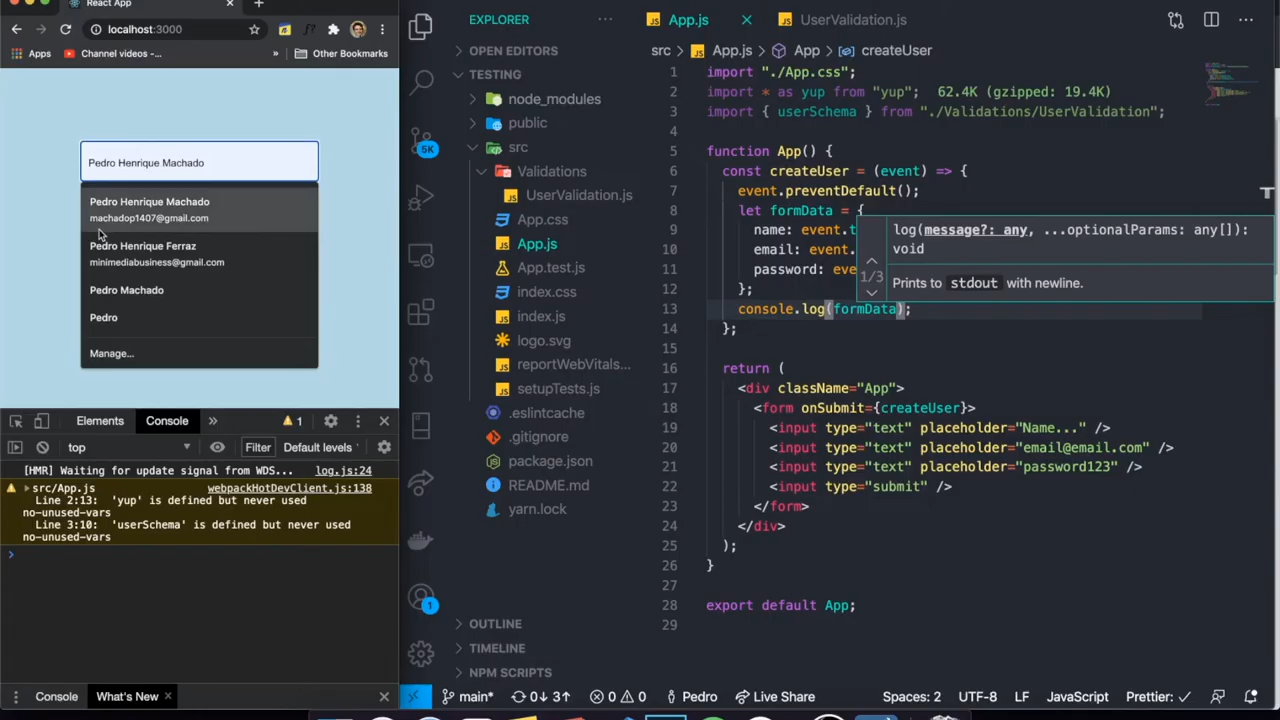 React App
localhost:3000
Apps
Channel videos -...
»
Other Bookmarks
Pedro Henrique Machado
Pedro Henrique Machado
machadop1407@gmail.com
Pedro Henrique Ferraz
minimediabusiness@gmail.com
Pedro Machado
Pedro
Manage...
Elements
Console
»
1
top
Filter
Default levels
[HMR] Waiting for update signal from WDS...
log.js:24
src/App.js
webpackHotDevClient.js:138
Line 2:13:  'yup' is defined but never used
no-unused-vars
Line 3:10:  'userSchema' is defined but never used
no-unused-vars
Console
What's New
EXPLORER
OPEN EDITORS
TESTING
node_modules
public
src
Validations
UserValidation.js
App.css
App.js
App.test.js
index.css
index.js
logo.svg
reportWebVitals...
setupTests.js
.eslintcache
.gitignore
package.json
README.md
yarn.lock
OUTLINE
TIMELINE
NPM SCRIPTS
5K
1
JS App.js
JS UserValidation.js
src > JS App.js > App > createUser
1 import "./App.css";
2 import * as yup from "yup";  62.4K (gzipped: 19.4K)
3 import { userSchema } from "./Validations/UserValidation";
4
5 function App() {
6 const createUser = (event) => {
7 event.preventDefault();
8 let formData = {
9 name: event.t
10 email: event.
11 password: eve
12 };
13 console.log(formData);
14 };
15
16 return (
17 <div className="App">
18 <form onSubmit={createUser}>
19 <input type="text" placeholder="Name..." />
20 <input type="text" placeholder="email@email.com" />
21 <input type="text" placeholder="password123" />
22 <input type="submit" />
23 </form>
24 </div>
25 );
26 }
27
28 export default App;
29
1/3
log(message?: any, ...optionalParams: any[]):
void
Prints to stdout with newline.
main*
0↓ 3↑
0
0
Pedro
Live Share
Spaces: 2
UTF-8
LF
JavaScript
Prettier: ✓